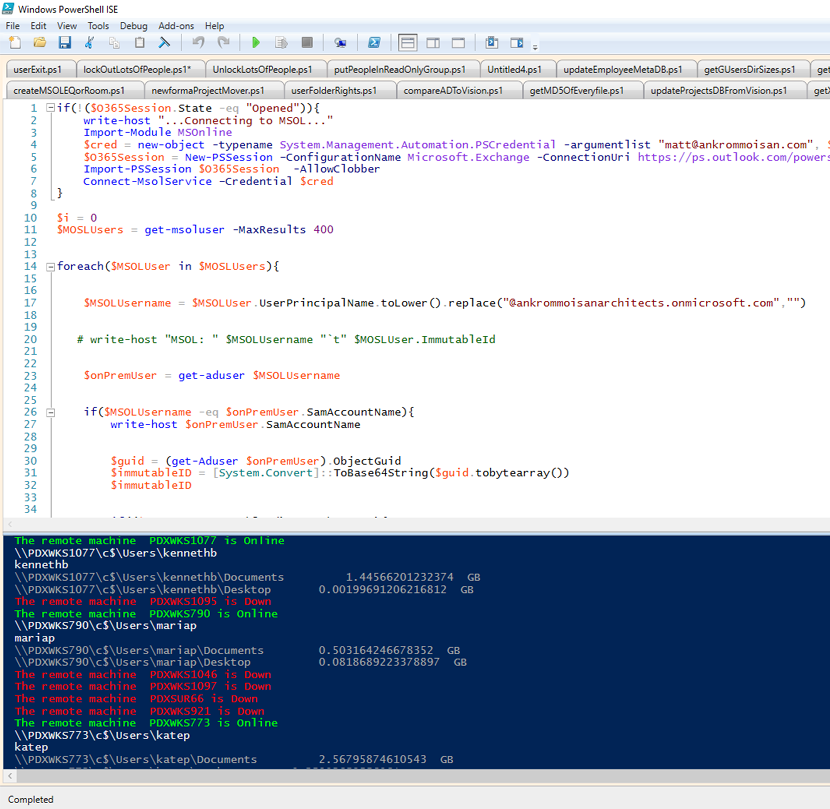 Windows PowerShell ISE
File Edit View Tools Debug Add-ons Help
userExit.ps1 lockOutLotsOfPeople.ps1* UnlockLotsOfPeople.ps1 putPeopleInReadOnlyGroup.ps1 Untitled4.ps1 updateEmployeeMetaDB.ps1 getGUsersDirSizes.ps1
createMSOLEQorRoom.ps1 newformaProjectMover.ps1 userFolderRights.ps1 compareADToVision.ps1 getMD5OfEveryfile.ps1 updateProjectsDBFromVision.ps1
1 if(!($O365Session.State -eq "Opened")){
2 write-host "...Connecting to MSOL..."
3 Import-Module MSOnline
4 $cred = new-object -typename System.Management.Automation.PSCredential -argumentlist "matt@ankrommoisan.com",
5 $O365Session = New-PSSession -ConfigurationName Microsoft.Exchange -ConnectionUri https://ps.outlook.com/powers
6 Import-PSSession $O365Session -AllowClobber
7 Connect-MsolService -Credential $cred
8 }
9
10 $i = 0
11 $MOSLUsers = get-msoluser -MaxResults 400
12
13
14 foreach($MSOLUser in $MOSLUsers){
15
16
17 $MSOLUsername = $MSOLUser.UserPrincipalName.toLower().replace("@ankrommoisanarchitects.onmicrosoft.com","")
18
19
20 # write-host "MSOL: " $MSOLUsername "`t" $MOSLUser.ImmutableId
21
22
23 $onPremUser = get-aduser $MSOLUsername
24
25
26 if($MSOLUsername -eq $onPremUser.SamAccountName){
27 write-host $onPremUser.SamAccountName
28
29
30 $guid = (get-Aduser $onPremUser).ObjectGuid
31 $immutableID = [System.Convert]::ToBase64String($guid.tobytearray())
32 $immutableID
33
34
The remote machine PDXWKS1077 is Online
\\PDXWKS1077\c$\Users\kennethb
kennethb
\\PDXWKS1077\c$\Users\kennethb\Documents 1.44566201232374 GB
\\PDXWKS1077\c$\Users\kennethb\Desktop 0.00199691206216812 GB
The remote machine PDXWKS1095 is Down
The remote machine PDXWKS790 is Online
\\PDXWKS790\c$\Users\mariap
mariap
\\PDXWKS790\c$\Users\mariap\Documents 0.503164246678352 GB
\\PDXWKS790\c$\Users\mariap\Desktop 0.0818689223378897 GB
The remote machine PDXWKS1046 is Down
The remote machine PDXWKS1097 is Down
The remote machine PDXSUR66 is Down
The remote machine PDXWKS921 is Down
The remote machine PDXWKS773 is Online
\\PDXWKS773\c$\Users\katep
katep
\\PDXWKS773\c$\Users\katep\Documents 2.56795874610543 GB
Completed